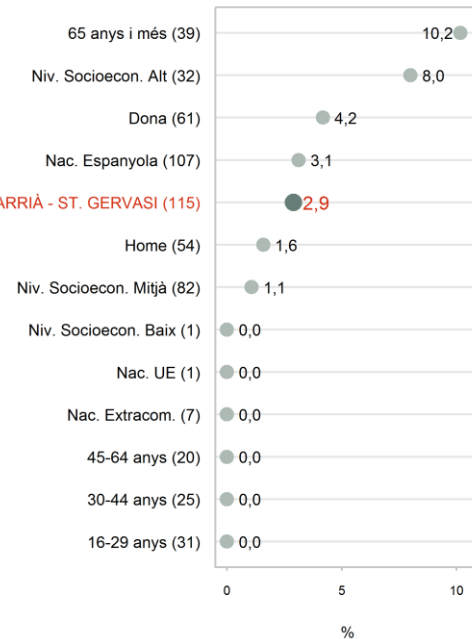 65 anys i més (39) 10,2
Niv. Socioecon. Alt (32) 8,0
Dona (61) 4,2
Nac. Espanyola (107) 3,1
ARRIÀ - ST. GERVASI (115) 2,9
Home (54) 1,6
Niv. Socioecon. Mitjà (82) 1,1
Niv. Socioecon. Baix (1) 0,0
Nac. UE (1) 0,0
Nac. Extracom. (7) 0,0
45-64 anys (20) 0,0
30-44 anys (25) 0,0
16-29 anys (31) 0,0
0 5 10
%